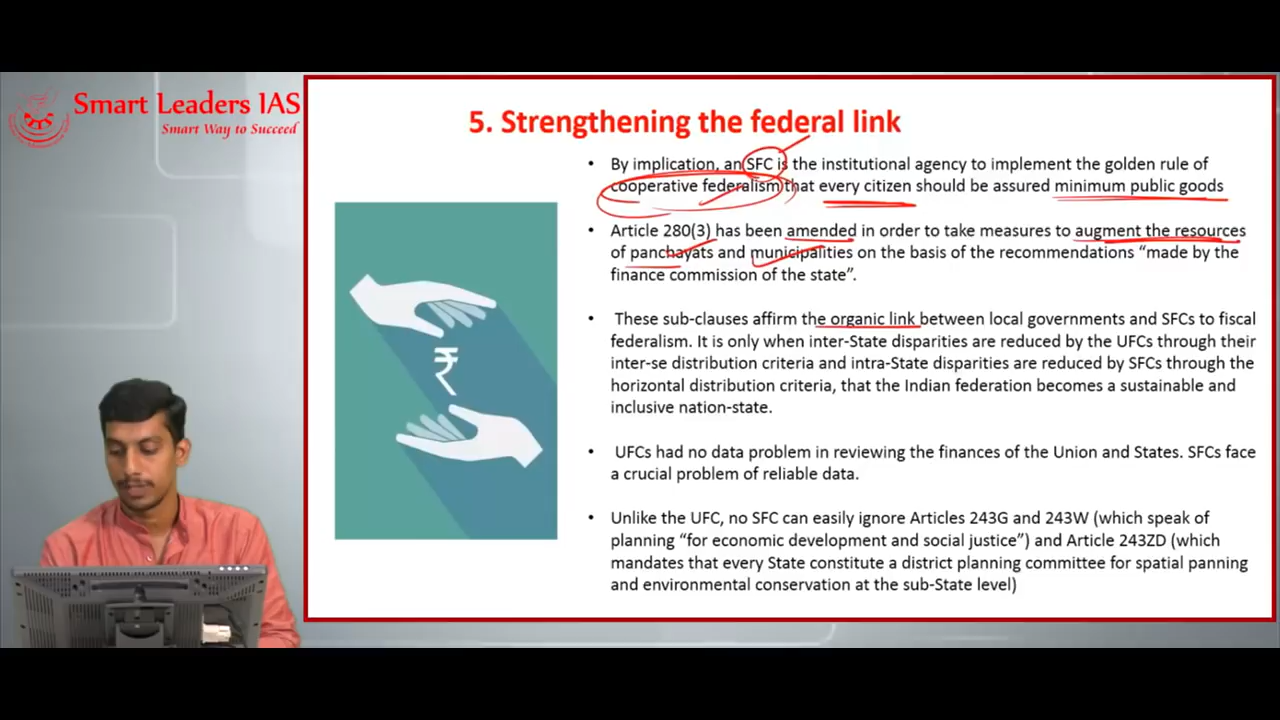 Smart Leaders IAS
Smart Way to Succeed
5. Strengthening the federal link
• By implication, an SFC is the institutional agency to implement the golden rule of
cooperative federalism that every citizen should be assured minimum public goods
• Article 280(3) has been amended in order to take measures to augment the resources
of panchayats and municipalities on the basis of the recommendations “made by the
finance commission of the state”.
• These sub-clauses affirm the organic link between local governments and SFCs to fiscal
federalism. It is only when inter-State disparities are reduced by the UFCs through their
inter-se distribution criteria and intra-State disparities are reduced by SFCs through the
horizontal distribution criteria, that the Indian federation becomes a sustainable and
inclusive nation-state.
• UFCs had no data problem in reviewing the finances of the Union and States. SFCs face
a crucial problem of reliable data.
• Unlike the UFC, no SFC can easily ignore Articles 243G and 243W (which speak of
planning “for economic development and social justice”) and Article 243ZD (which
mandates that every State constitute a district planning committee for spatial panning
and environmental conservation at the sub-State level)
₹